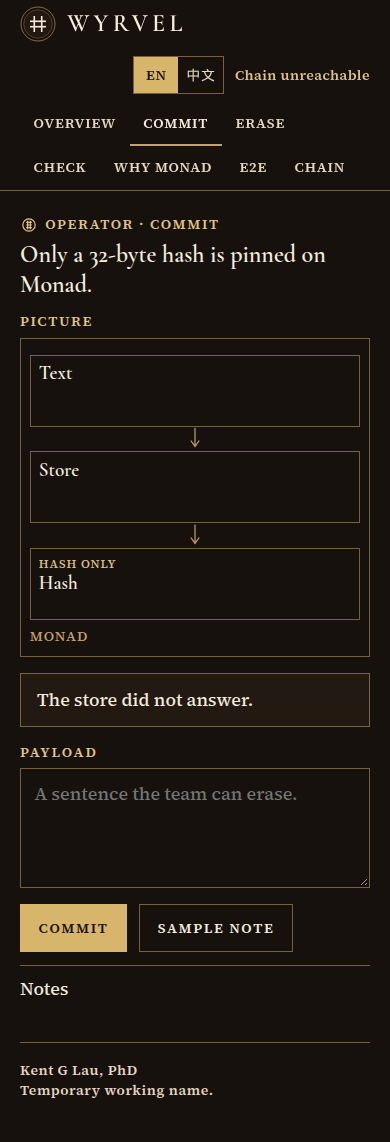 WYRVEL
EN 中文 Chain unreachable
OVERVIEW COMMIT ERASE
CHECK WHY MONAD E2E CHAIN
OPERATOR · COMMIT
Only a 32-byte hash is pinned on
Monad.
PICTURE
Text
Store
HASH ONLY
Hash
MONAD
The store did not answer.
PAYLOAD
A sentence the team can erase.
COMMIT SAMPLE NOTE
Notes
Kent G Lau, PhD
Temporary working name.